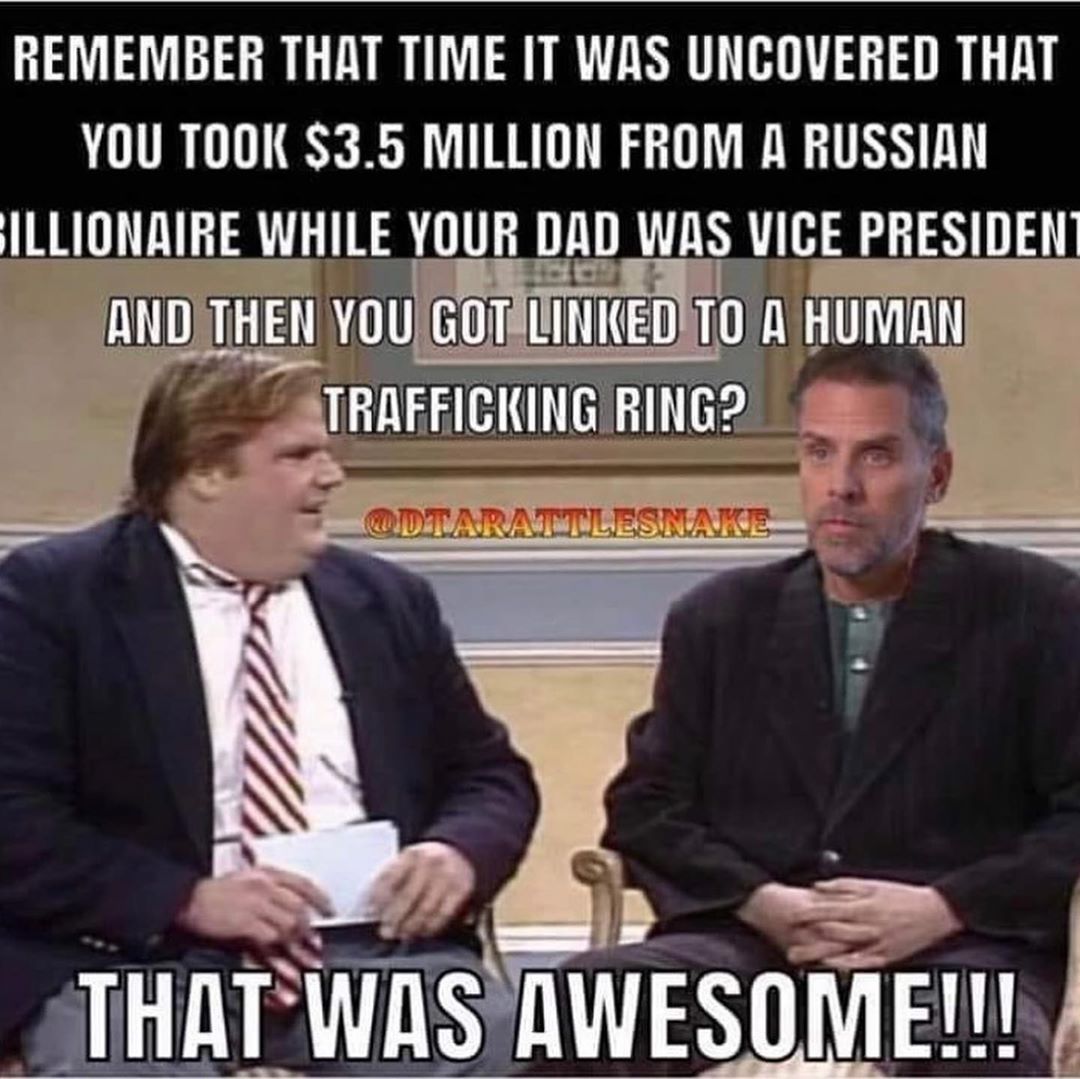 REMEMBER THAT TIME IT WAS UNCOVERED THAT
YOU TOOK $3.5 MILLION FROM A RUSSIAN
BILLIONAIRE WHILE YOUR DAD WAS VICE PRESIDENT
AND THEN YOU GOT LINKED TO A HUMAN
TRAFFICKING RING?
@DTARATTLESNAKE
THAT WAS AWESOME!!!